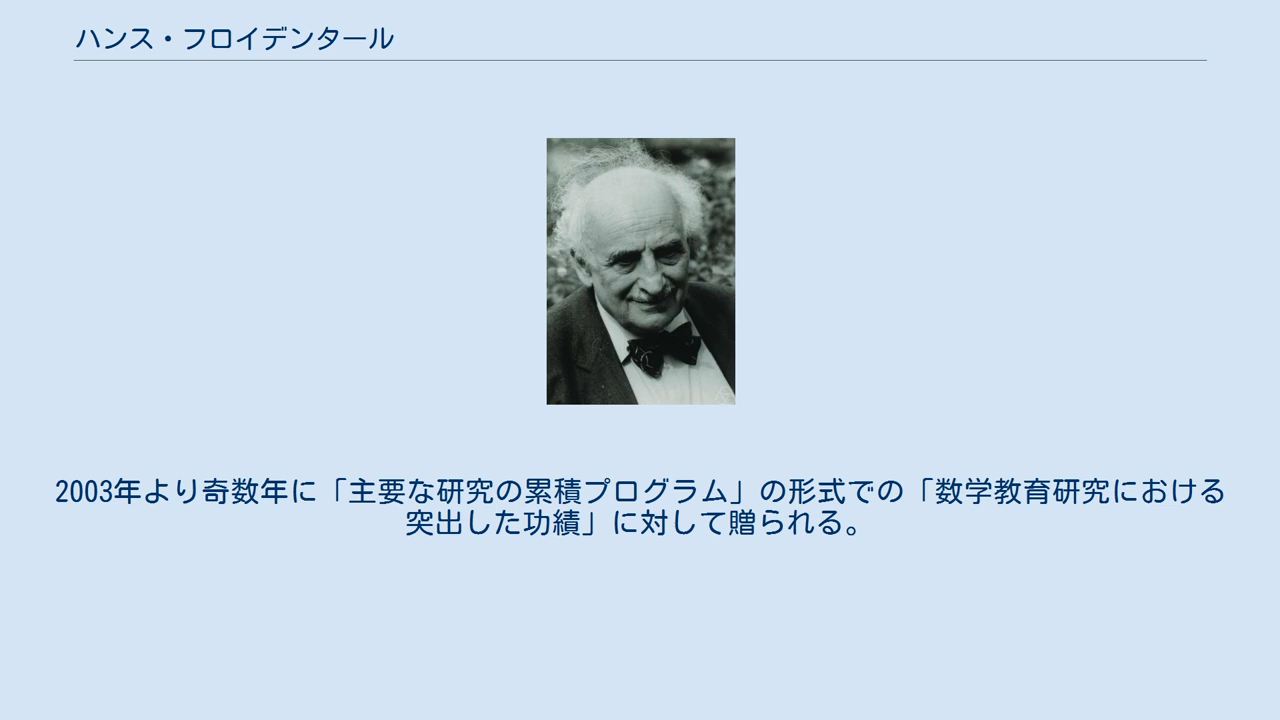 ハンス・フロイデンタール
2003年より奇数年に「主要な研究の累積プログラム」の形式での「数学教育研究における
突出した功績」に対して贈られる。